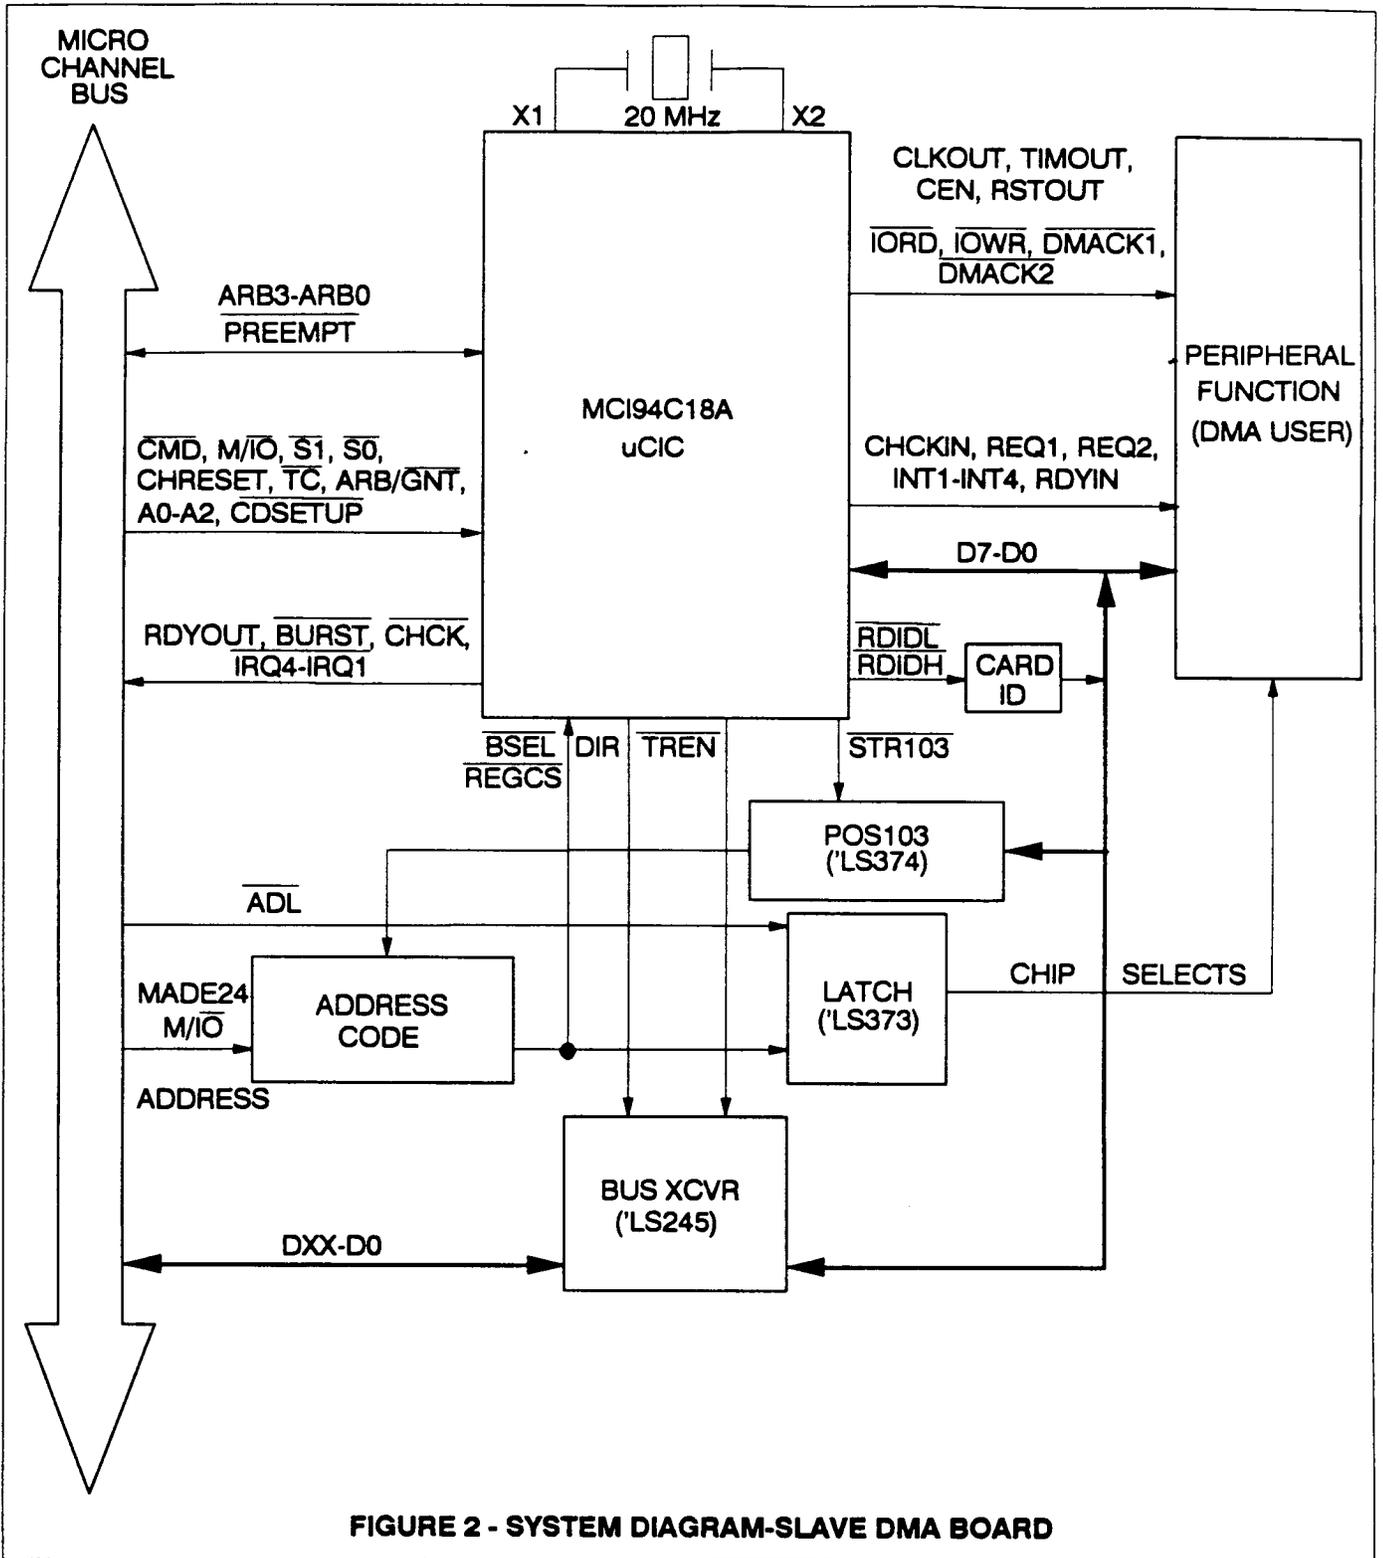 MICRO
CHANNEL
BUS
X1
20 MHz
X2
CLKOUT, TIMOUT,
CEN, RSTOUT
IORD, IOWR, DMACK1,
DMACK2
ARB3-ARB0
PREEMPT
PERIPHERAL
FUNCTION
(DMA USER)
MCI94C18A
uCIC
CMD, M/IO, S1, S0,
CHRESET, TC, ARB/GNT,
A0-A2, CDSETUP
CHCKIN, REQ1, REQ2,
INT1-INT4, RDYIN
D7-D0
RDYOUT, BURST, CHCK,
IRQ4-IRQ1
RDIDL
RDIDH
CARD
ID
BSEL
REGCS
DIR
TREN
STR103
POS103
('LS374)
ADL
MADE24
M/IO
ADDRESS
ADDRESS
CODE
LATCH
('LS373)
CHIP SELECTS
BUS XCVR
('LS245)
DXX-D0
FIGURE 2 - SYSTEM DIAGRAM-SLAVE DMA BOARD